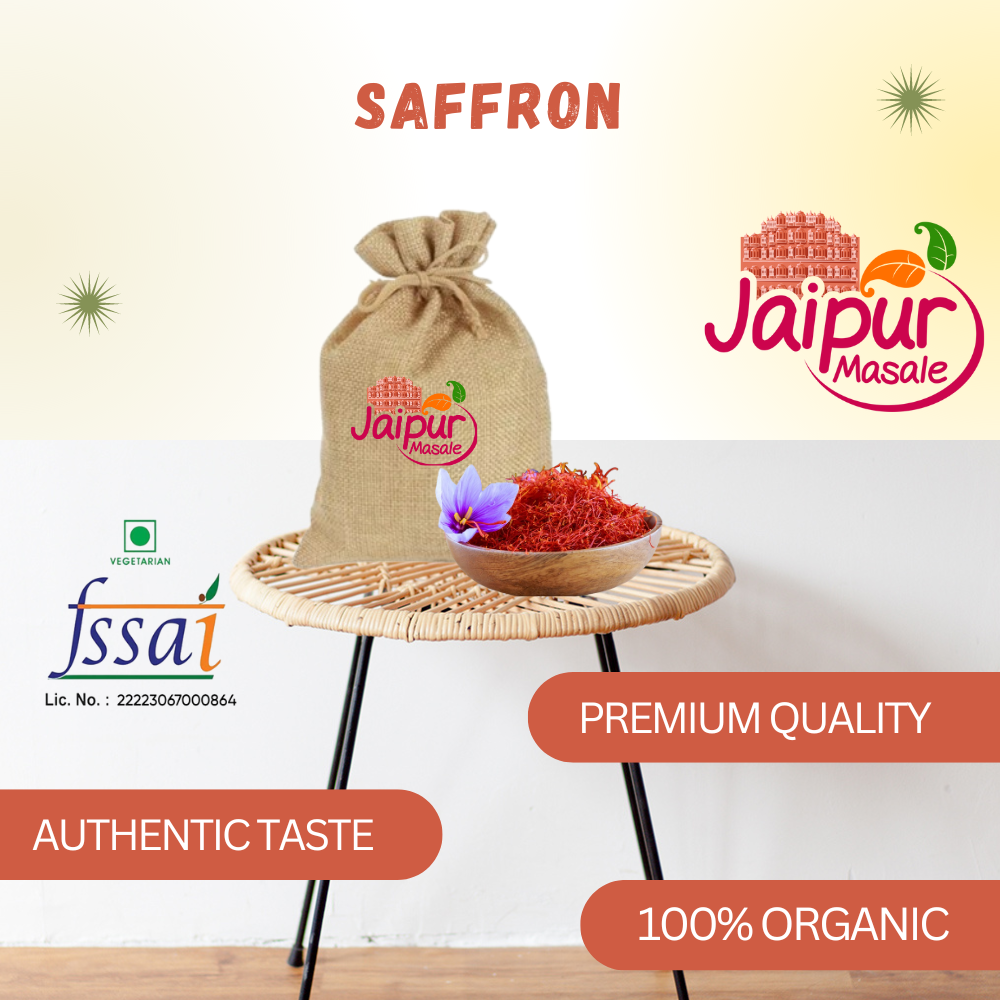 SAFFRON
Jaipur
Masale
Jaipur
Masale
VEGETARIAN
fssai
Lic. No. : 22223067000864
PREMIUM QUALITY
AUTHENTIC TASTE
100% ORGANIC